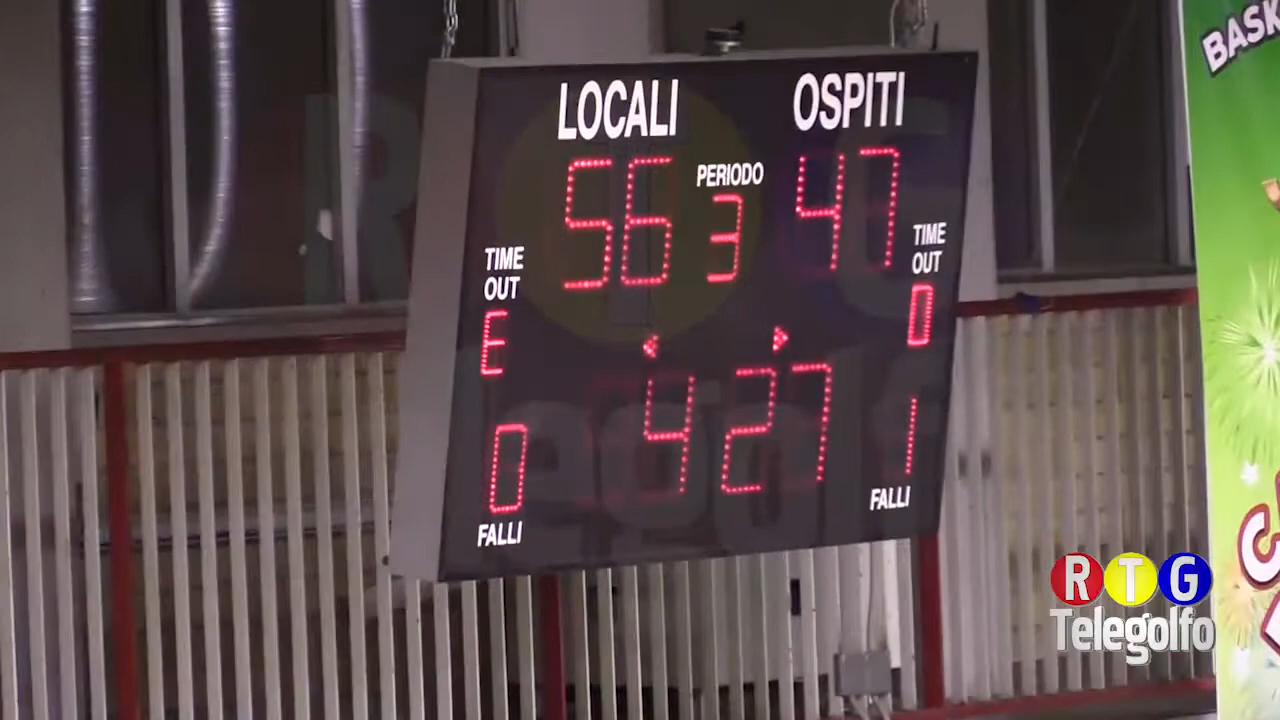 BASK
LOCALI OSPITI
56 PERIODO 47
3
TIME
OUT
TIME
OUT
E 0
4 27
0 1
FALLI FALLI
RTG
Telegolfo